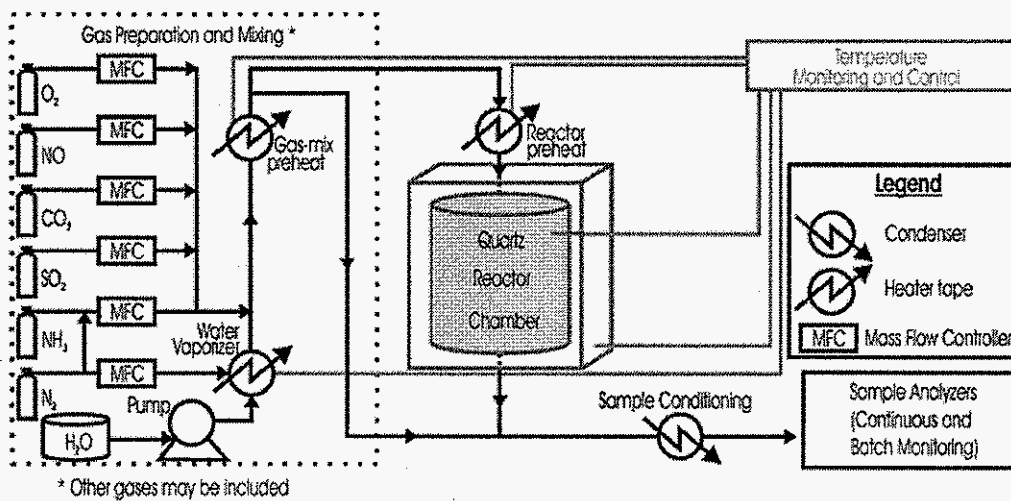 Gas Preparation and Mixing *
MFC
O₂
MFC
NO
MFC
CO₂
MFC
SO₂
MFC
NH₃
MFC
N₂
H₂O
Pump
Water
Vaporizer
Gas-mix
preheat
Reactor
preheat
Quartz
Reactor
Chamber
Temperature
Monitoring and Control
Legend
Condenser
Heater tape
MFC Mass Flow Controller
Sample Conditioning
Sample Analyzers
(Continuous and
Batch Monitoring)
* Other gases may be included